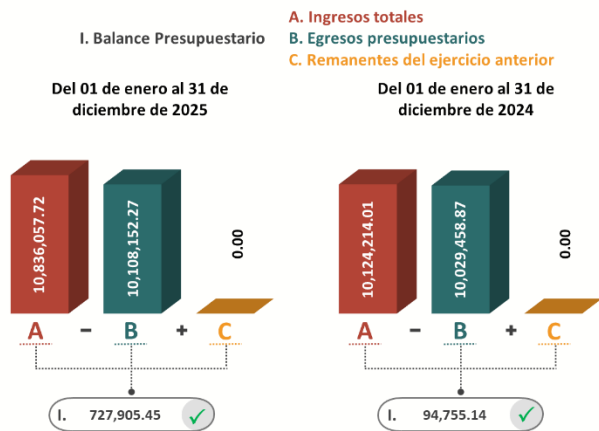 A. Ingresos totales
I. Balance Presupuestario
B. Egresos presupuestarios
C. Remanentes del ejercicio anterior
Del 01 de enero al 31 de
diciembre de 2025
10,836,057.72
10,108,152.27
0.00
A - B + C
I. 727,905.45
Del 01 de enero al 31 de
diciembre de 2024
10,124,214.01
10,029,458.87
0.00
A - B + C
I. 94,755.14